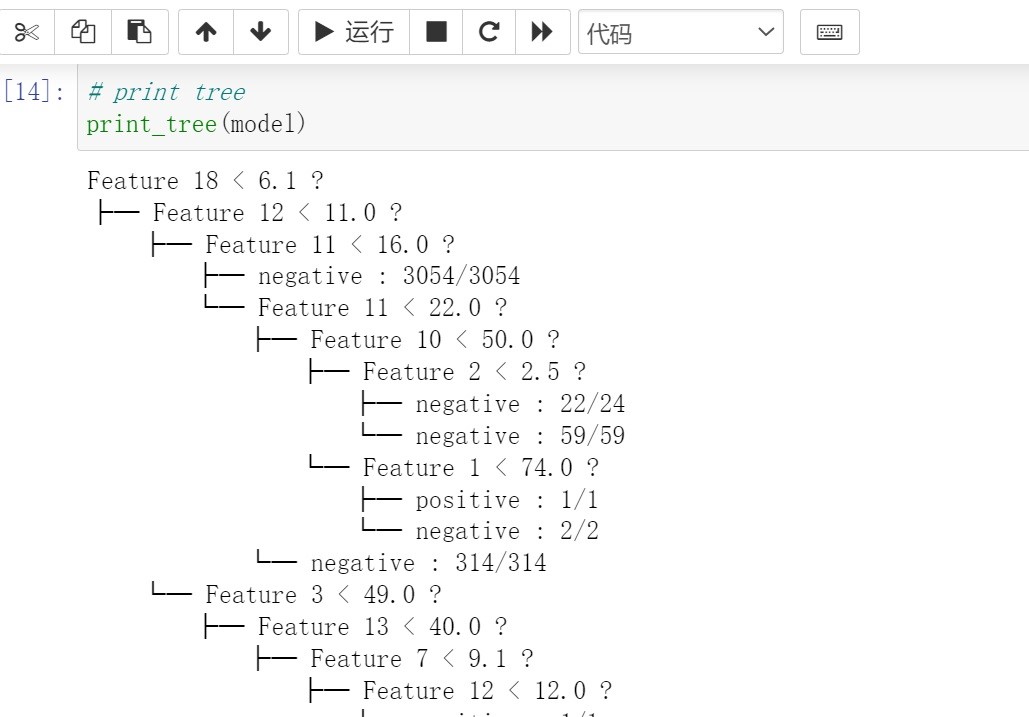 运行
代码
[14]:
# print tree
print_tree(model)
Feature 18 < 6.1 ?
├── Feature 12 < 11.0 ?
├── Feature 11 < 16.0 ?
├── negative : 3054/3054
└── Feature 11 < 22.0 ?
├── Feature 10 < 50.0 ?
├── Feature 2 < 2.5 ?
├── negative : 22/24
└── negative : 59/59
└── Feature 1 < 74.0 ?
├── positive : 1/1
└── negative : 2/2
└── negative : 314/314
└── Feature 3 < 49.0 ?
├── Feature 13 < 40.0 ?
├── Feature 7 < 9.1 ?
├── Feature 12 < 12.0 ?